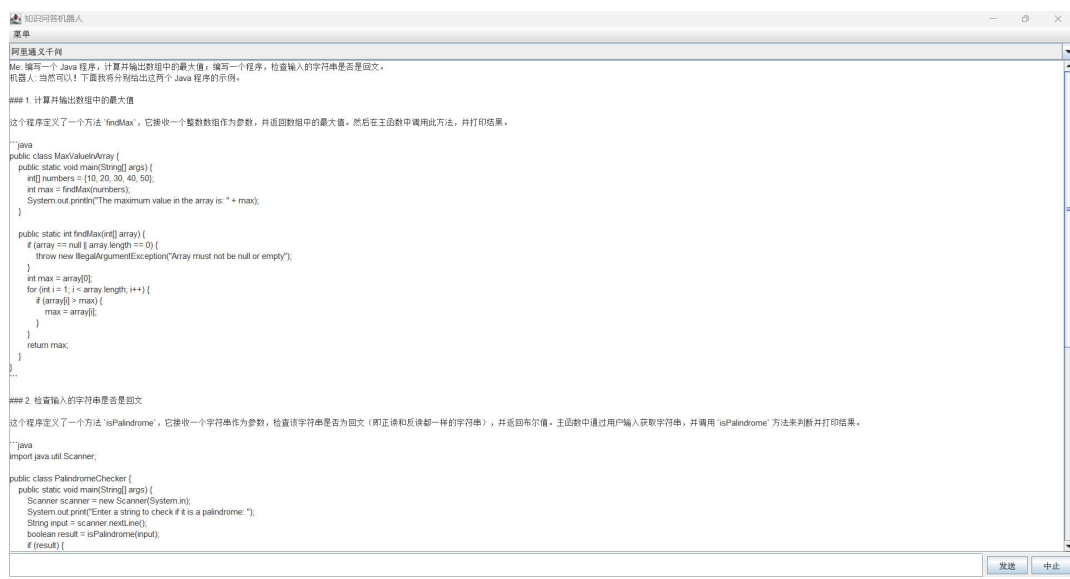 知识问答机器人
菜单
阿里通义千问
Me: 编写一个 Java 程序，计算并输出数组中的最大值；编写一个程序，检查输入的字符串是否是回文。
机器人: 当然可以！下面我将分别给出这两个 Java 程序的示例。
### 1. 计算并输出数组中的最大值
这个程序定义了一个方法 `findMax`，它接收一个整数数组作为参数，并返回数组中的最大值。然后在主函数中调用此方法，并打印结果。
```java
public class MaxValueInArray {
public static void main(String[] args) {
int[] numbers = {10, 20, 30, 40, 50};
int max = findMax(numbers);
System.out.println("The maximum value in the array is: " + max);
}
public static int findMax(int[] array) {
if (array == null || array.length == 0) {
throw new IllegalArgumentException("Array must not be null or empty");
}
int max = array[0];
for (int i = 1; i < array.length; i++) {
if (array[i] > max) {
max = array[i];
}
}
return max;
}
}
```
### 2. 检查输入的字符串是否是回文
这个程序定义了一个方法 `isPalindrome`，它接收一个字符串作为参数，检查该字符串是否为回文（即正读和反读都一样的字符串），并返回布尔值。主函数中通过用户输入获取字符串，并调用 `isPalindrome` 方法来判断并打印结果。
```java
import java.util.Scanner;
public class PalindromeChecker {
public static void main(String[] args) {
Scanner scanner = new Scanner(System.in);
System.out.print("Enter a string to check if it is a palindrome: ");
String input = scanner.nextLine();
boolean result = isPalindrome(input);
if (result) {
发送 中止